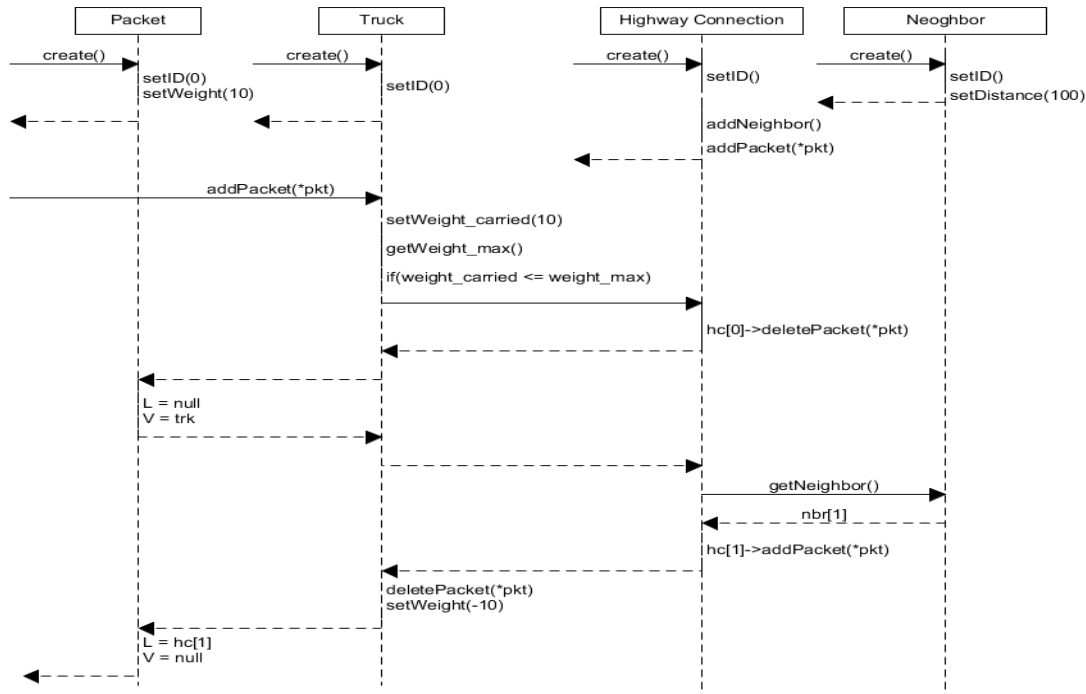 Packet
Truck
Highway Connection
Neoghbor
create()
create()
create()
create()
setID(0)
setWeight(10)
setID(0)
setID()
setID()
setDistance(100)
addNeighbor()
addPacket(*pkt)
addPacket(*pkt)
setWeight_carried(10)
getWeight_max()
if(weight_carried <= weight_max)
hc[0]->deletePacket(*pkt)
L = null
V = trk
getNeighbor()
nbr[1]
hc[1]->addPacket(*pkt)
deletePacket(*pkt)
setWeight(-10)
L = hc[1]
V = null